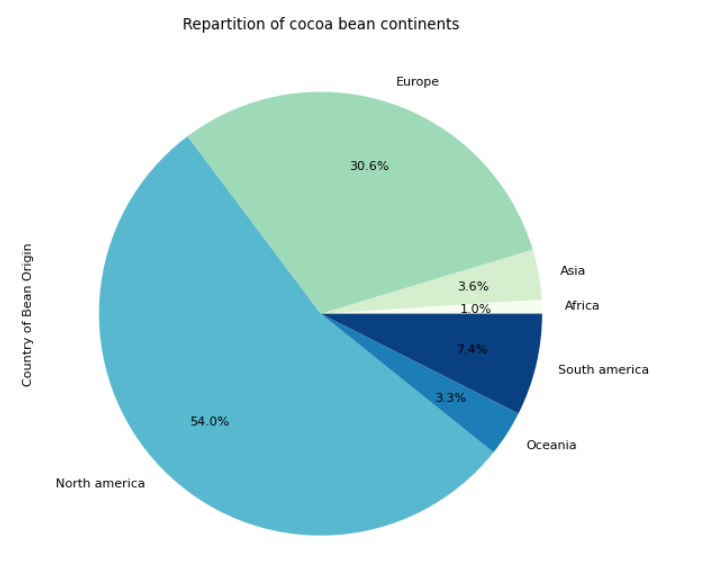 Repartition of cocoa bean continents
Europe
30.6%
Asia
3.6%
Africa
1.0%
7.4%
South america
3.3%
Oceania
54.0%
North america
Country of Bean Origin